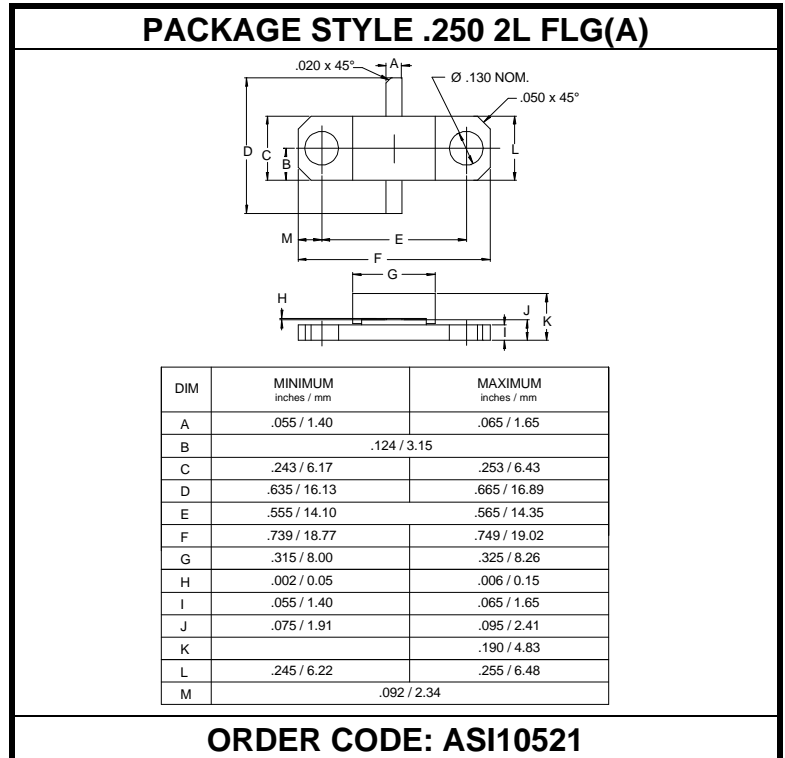 PACKAGE STYLE .250 2L FLG(A)
.020 x 45° A
Ø .130 NOM.
.050 x 45°
D C B L
M E
F
G
H J K
I
DIM MINIMUM inches / mm MAXIMUM inches / mm
A .055 / 1.40 .065 / 1.65
B .124 / 3.15
C .243 / 6.17 .253 / 6.43
D .635 / 16.13 .665 / 16.89
E .555 / 14.10 .565 / 14.35
F .739 / 18.77 .749 / 19.02
G .315 / 8.00 .325 / 8.26
H .002 / 0.05 .006 / 0.15
I .055 / 1.40 .065 / 1.65
J .075 / 1.91 .095 / 2.41
K .190 / 4.83
L .245 / 6.22 .255 / 6.48
M .092 / 2.34
ORDER CODE: ASI10521